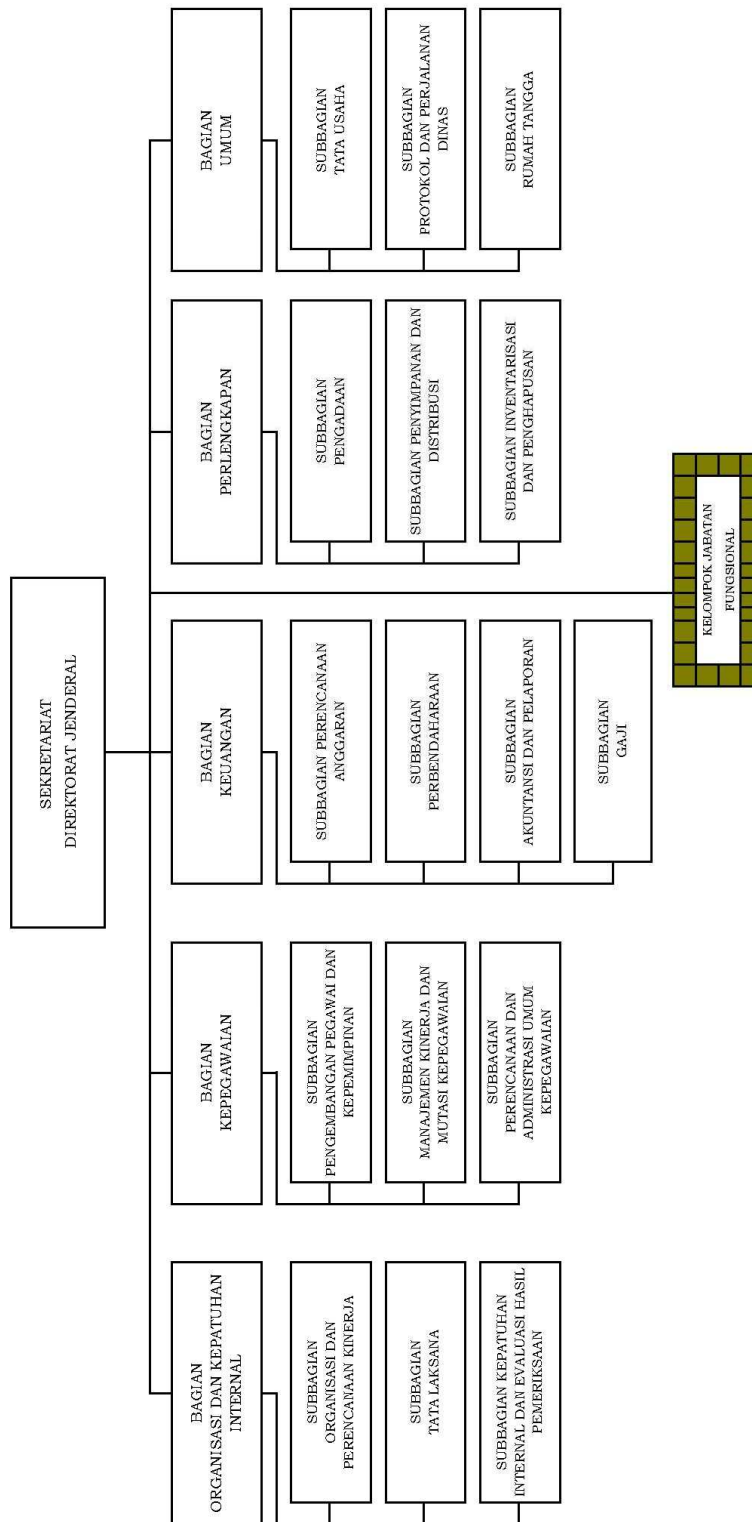 SEKRETARIAT
DIREKTORAT JENDERAL
BAGIAN
ORGANISASI DAN KEPATUHAN
INTERNAL
SUBBAGIAN
ORGANISASI DAN
PERENCANAAN KINERJA
SUBBAGIAN
TATA LAKSANA
SUBBAGIAN KEPATUHAN
INTERNAL DAN EVALUASI HASIL
PEMERIKSAAN
BAGIAN
KEPEGAWAIAN
SUBBAGIAN
PENGEMBANGAN PEGAWAI DAN
KEPEMIMPINAN
SUBBAGIAN
MANAJEMEN KINERJA DAN
MUTASI KEPEGAWAIAN
SUBBAGIAN
PERENCANAAN DAN
ADMINISTRASI UMUM
KEPEGAWAIAN
BAGIAN
KEUANGAN
SUBBAGIAN PERENCANAAN
ANGGARAN
SUBBAGIAN
PERBENDAHARAAN
SUBBAGIAN
AKUNTANSI DAN PELAPORAN
SUBBAGIAN
GAJI
BAGIAN
PERLENGKAPAN
SUBBAGIAN
PENGADAAN
SUBBAGIAN PENYIMPANAN DAN
DISTRIBUSI
SUBBAGIAN INVENTARISASI
DAN PENGHAPUSAN
BAGIAN
UMUM
SUBBAGIAN
TATA USAHA
SUBBAGIAN
PROTOKOL DAN PERJALANAN
DINAS
SUBBAGIAN
RUMAH TANGGA
KELOMPOK JABATAN
FUNGSIONAL